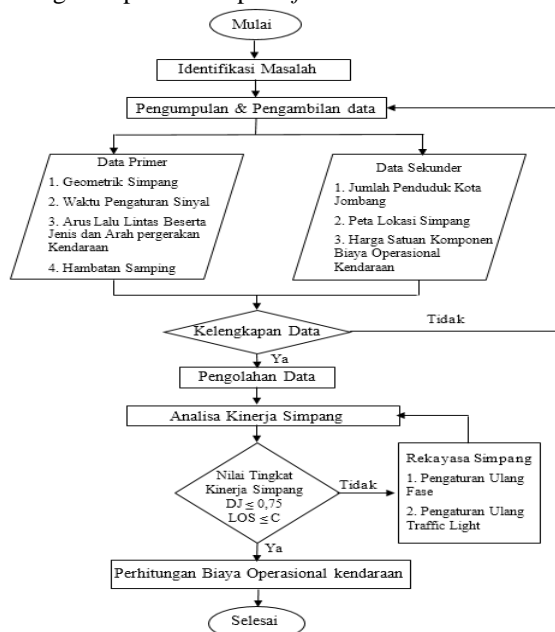 Mulai
Identifikasi Masalah
Pengumpulan & Pengambilan data
Data Primer
1. Geometrik Simpang
2. Waktu Pengaturan Sinyal
3. Arus Lalu Lintas Beserta
Jenis dan Arah pergerakan
Kendaraan
4. Hambatan Samping
Data Sekunder
1. Jumlah Penduduk Kota
Jombang
2. Peta Lokasi Simpang
3. Harga Satuan Komponen
Biaya Operasional
Kendaraan
Kelengkapan Data
Tidak
Ya
Pengolahan Data
Analisa Kinerja Simpang
Nilai Tingkat
Kinerja Simpang
DJ ≤ 0,75
LOS ≤ C
Tidak
Rekayasa Simpang
1. Pengaturan Ulang
Fase
2. Pengaturan Ulang
Traffic Light
Ya
Perhitungan Biaya Operasional kendaraan
Selesai